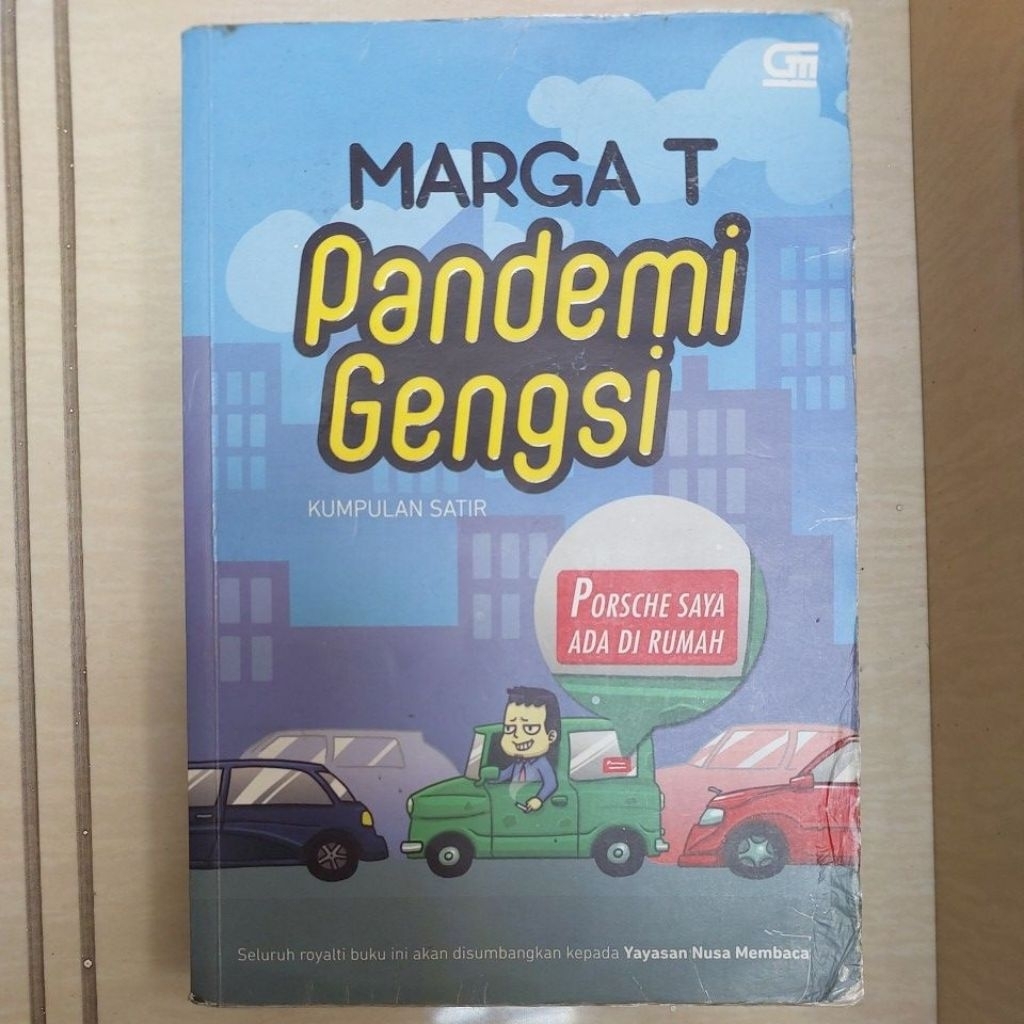 GM
MARGA T
Pandemi
Gengsi
KUMPULAN SATIR
PORSCHE SAYA
ADA DI RUMAH
Seluruh royalti buku ini akan disumbangkan kepada Yayasan Nusa Membaca